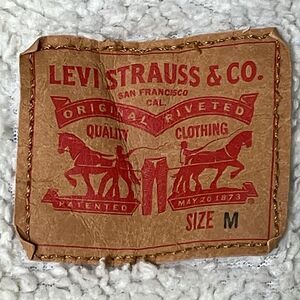 LEVI STRAUSS & CO.
SAN FRANCISCO
CAL.
ORIGINAL RIVETED
QUALITY CLOTHING
PATENTED MAY 20 1873
SIZE M